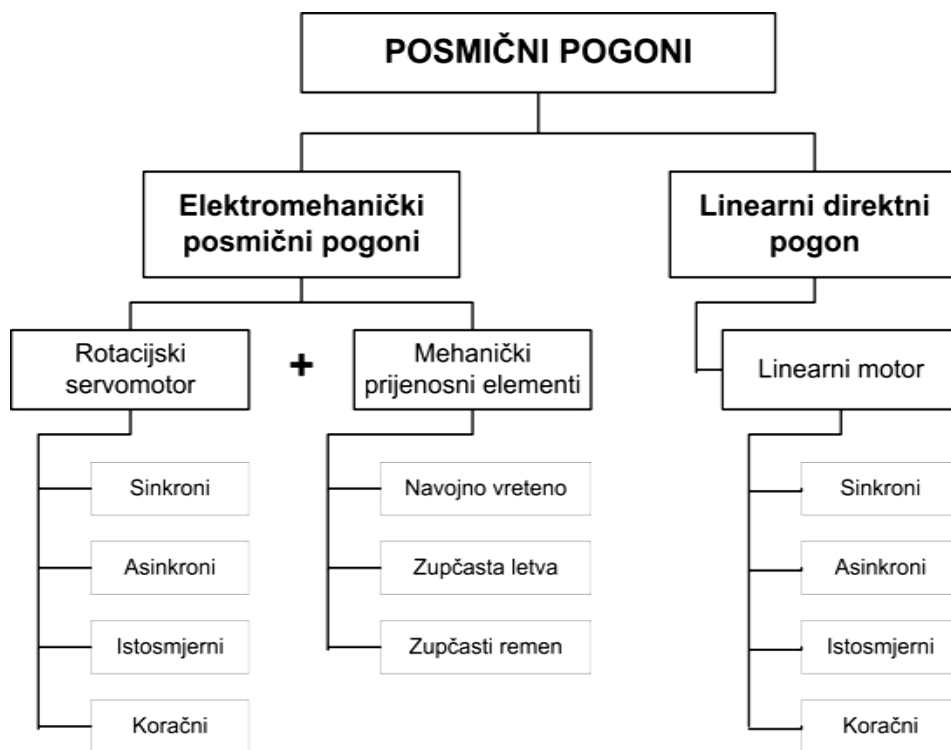 POSMIČNI POGONI
Elektromehanički
posmični pogoni
Linearni direktni
pogon
Rotacijski
servomotor
+
Mehanički
prijenosni elementi
Linearni motor
Sinkroni
Asinkroni
Istosmjerni
Koračni
Navojno vreteno
Zupčasta letva
Zupčasti remen
Sinkroni
Asinkroni
Istosmjerni
Koračni